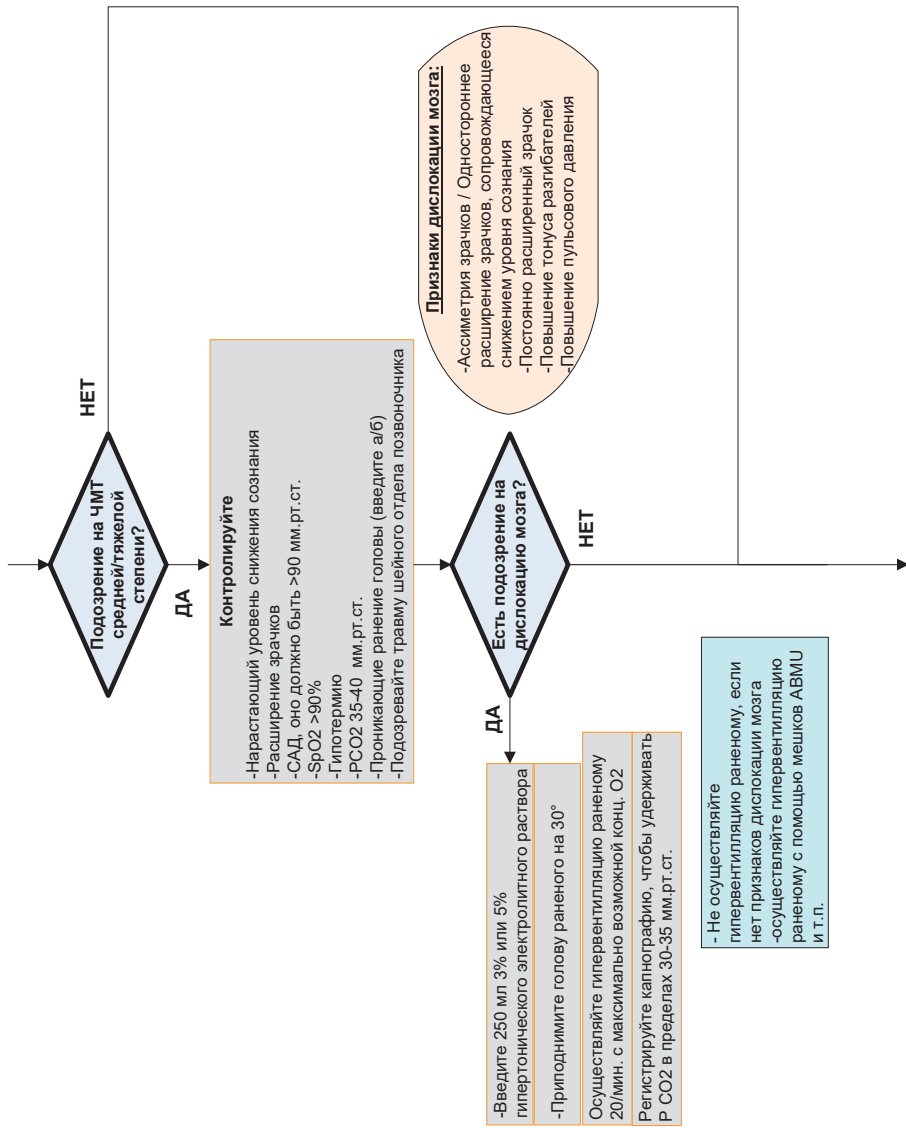 Подозрение на ЧМТ
средней/тяжелой
степени?
НЕТ
ДА
Контролируйте
-Нарастающий уровень снижения сознания
-Расширение зрачков
-САД, оно должно быть >90 мм.рт.ст.
-SpO2 >90%
-Гипотермию
-PCO2 35-40 мм.рт.ст.
-Проникающие ранение головы (введите а/б)
-Подозревайте травму шейного отдела позвоночника
Признаки дислокации мозга:
-Ассиметрия зрачков / Одностороннее
расширение зрачков, сопровождающееся
снижением уровня сознания
-Постоянно расширенный зрачок
-Повышение тонуса разгибателей
-Повышение пульсового давления
Есть подозрение на
дислокацию мозга?
ДА
НЕТ
-Введите 250 мл 3% или 5%
гипертонического электролитного раствора
-Приподнимите голову раненого на 30°
Осуществляйте гипервентилляцию раненому
20/мин. с максимально возможной конц. О2
Регистрируйте капнографию, чтобы удерживать
Р СО2 в пределах 30-35 мм.рт.ст.
- Не осуществляйте
гипервентилляцию раненому, если
нет признаков дислокации мозга
-осуществляйте гипервентилляцию
раненому с помощью мешков ABMU
и т.п.